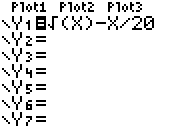 Plot1 Plot2 Plot3
\Y1=√(X)-X/20
\Y2=
\Y3=
\Y4=
\Y5=
\Y6=
\Y7=